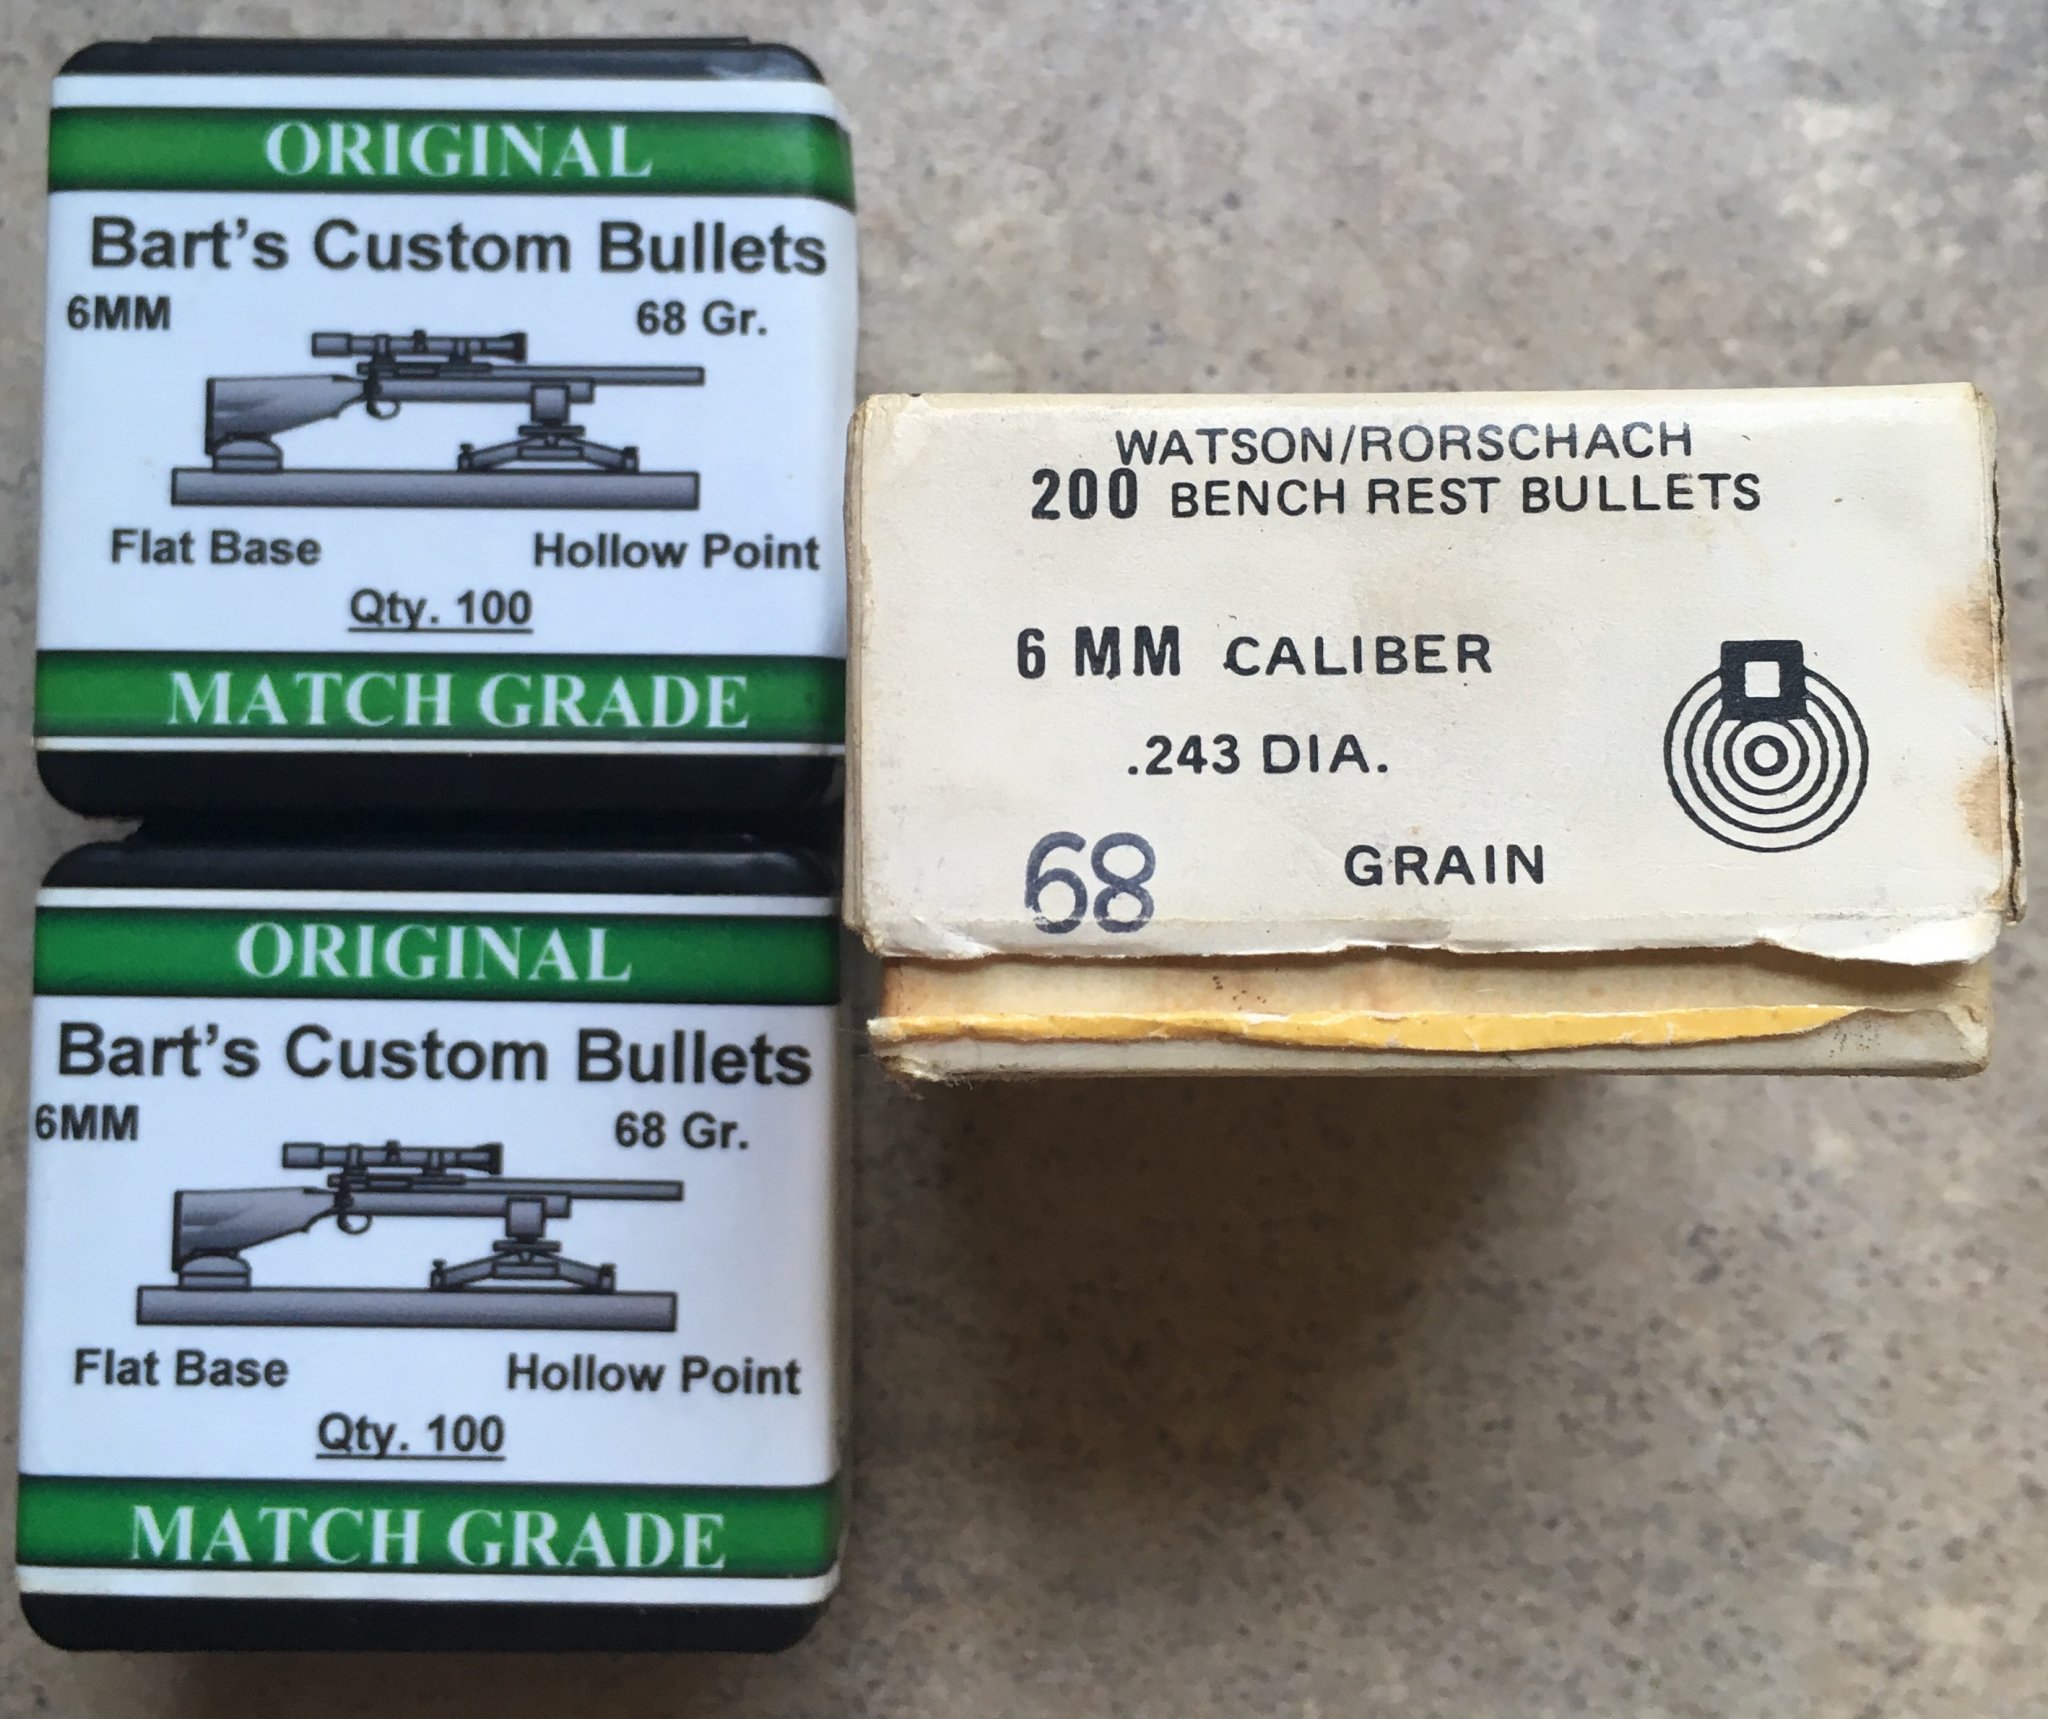 ORIGINAL
Bart's Custom Bullets
6MM 68 Gr.
Flat Base Hollow Point
Qty. 100
MATCH GRADE
ORIGINAL
Bart's Custom Bullets
6MM 68 Gr.
Flat Base Hollow Point
Qty. 100
MATCH GRADE
WATSON/RORSCHACH
200 BENCH REST BULLETS
6 MM CALIBER
.243 DIA.
68 GRAIN